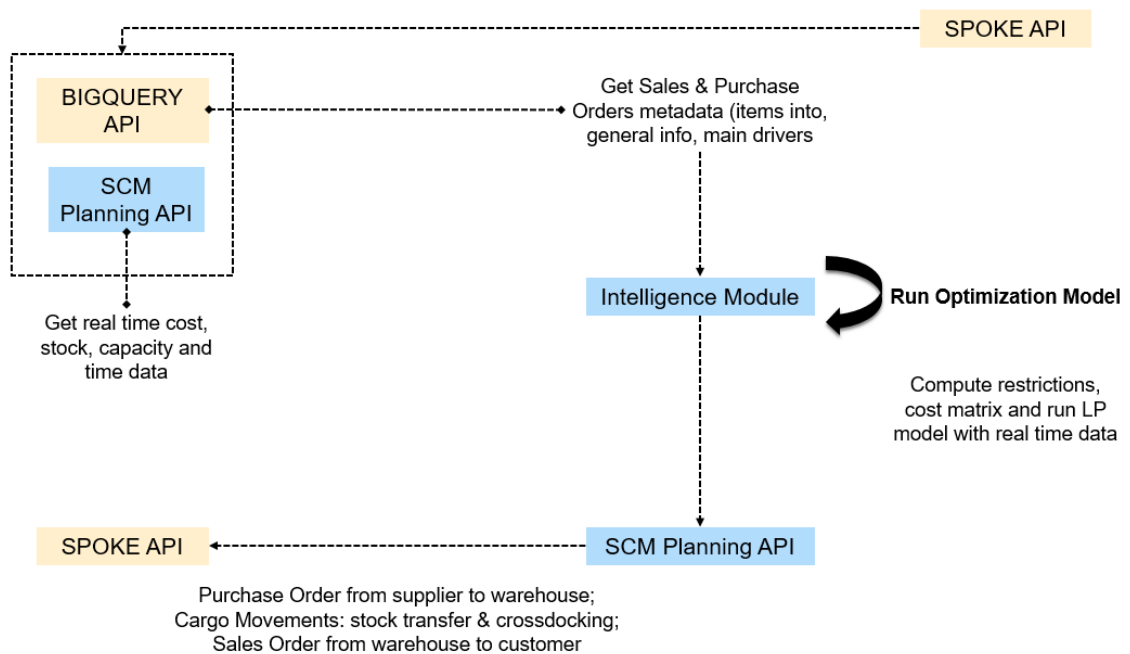 SPOKE API
BIGQUERY
API
Get Sales & Purchase
Orders metadata (items into,
general info, main drivers
SCM
Planning API
Intelligence Module
Run Optimization Model
Get real time cost,
stock, capacity and
time data
Compute restrictions,
cost matrix and run LP
model with real time data
SPOKE API
SCM Planning API
Purchase Order from supplier to warehouse;
Cargo Movements: stock transfer & crossdocking;
Sales Order from warehouse to customer